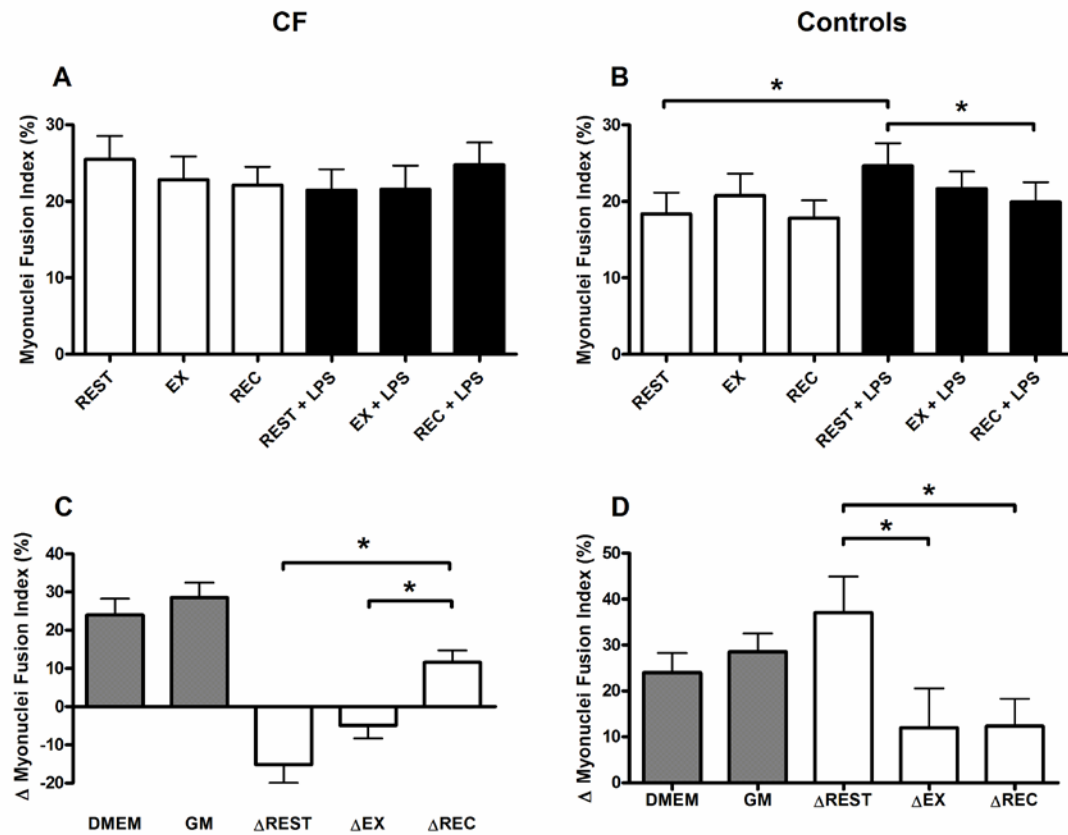 CF
Controls
A
Myonuclei Fusion Index (%)
30
20
10
0
REST
EX
REC
REST + LPS
EX + LPS
REC + LPS
B
Myonuclei Fusion Index (%)
30
20
10
0
*
*
REST
EX
REC
REST + LPS
EX + LPS
REC + LPS
C
Δ Myonuclei Fusion Index (%)
40
30
20
10
0
-10
-20
*
*
DMEM
GM
ΔREST
ΔEX
ΔREC
D
Δ Myonuclei Fusion Index (%)
50
40
30
20
10
0
*
*
DMEM
GM
ΔREST
ΔEX
ΔREC